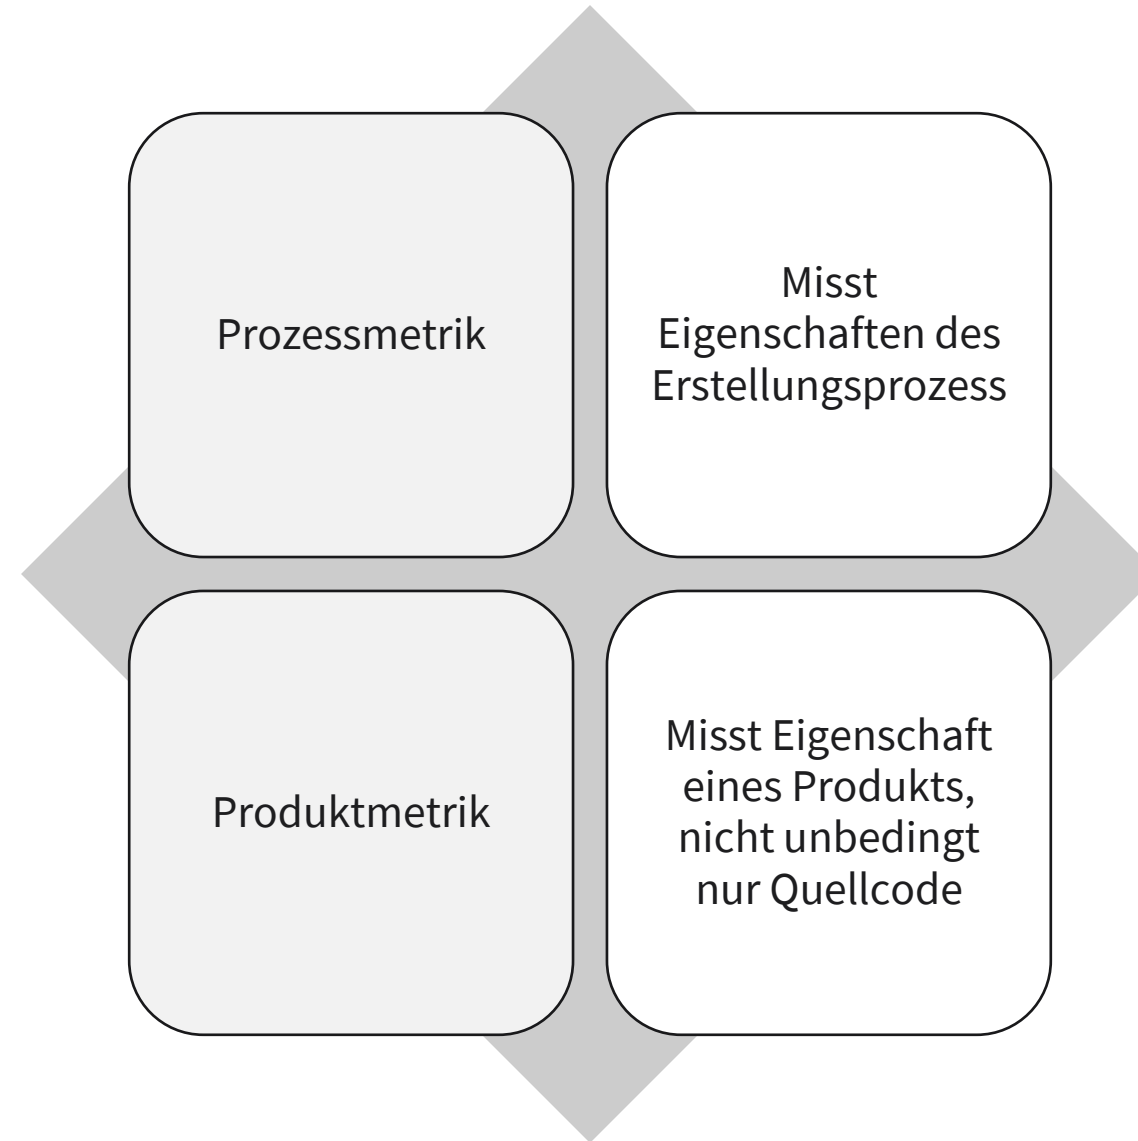 Prozessmetrik
Misst
Eigenschaften des
Erstellungsprozess
Produktmetrik
Misst Eigenschaft
eines Produkts,
nicht unbedingt
nur Quellcode